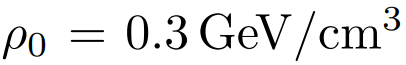 ρ₀ = 0.3 GeV/cm³